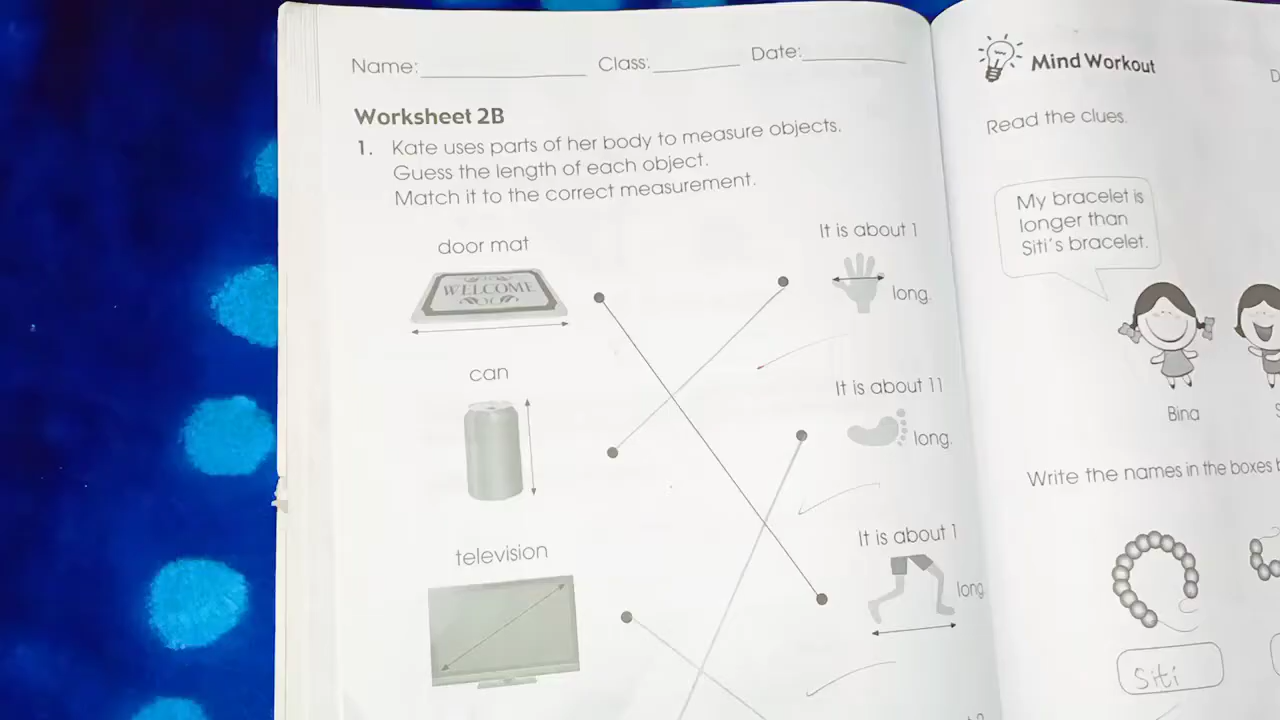 Name:
Class:
Date:
Worksheet 2B
1. Kate uses parts of her body to measure objects.
Guess the length of each object.
Match it to the correct measurement.
door mat
WELCOME
It is about 1
long.
can
It is about 11
long.
television
It is about 1
long
Mind Workout
Read the clues.
My bracelet is
longer than
Siti's bracelet.
Bina
Write the names in the boxes
Siti